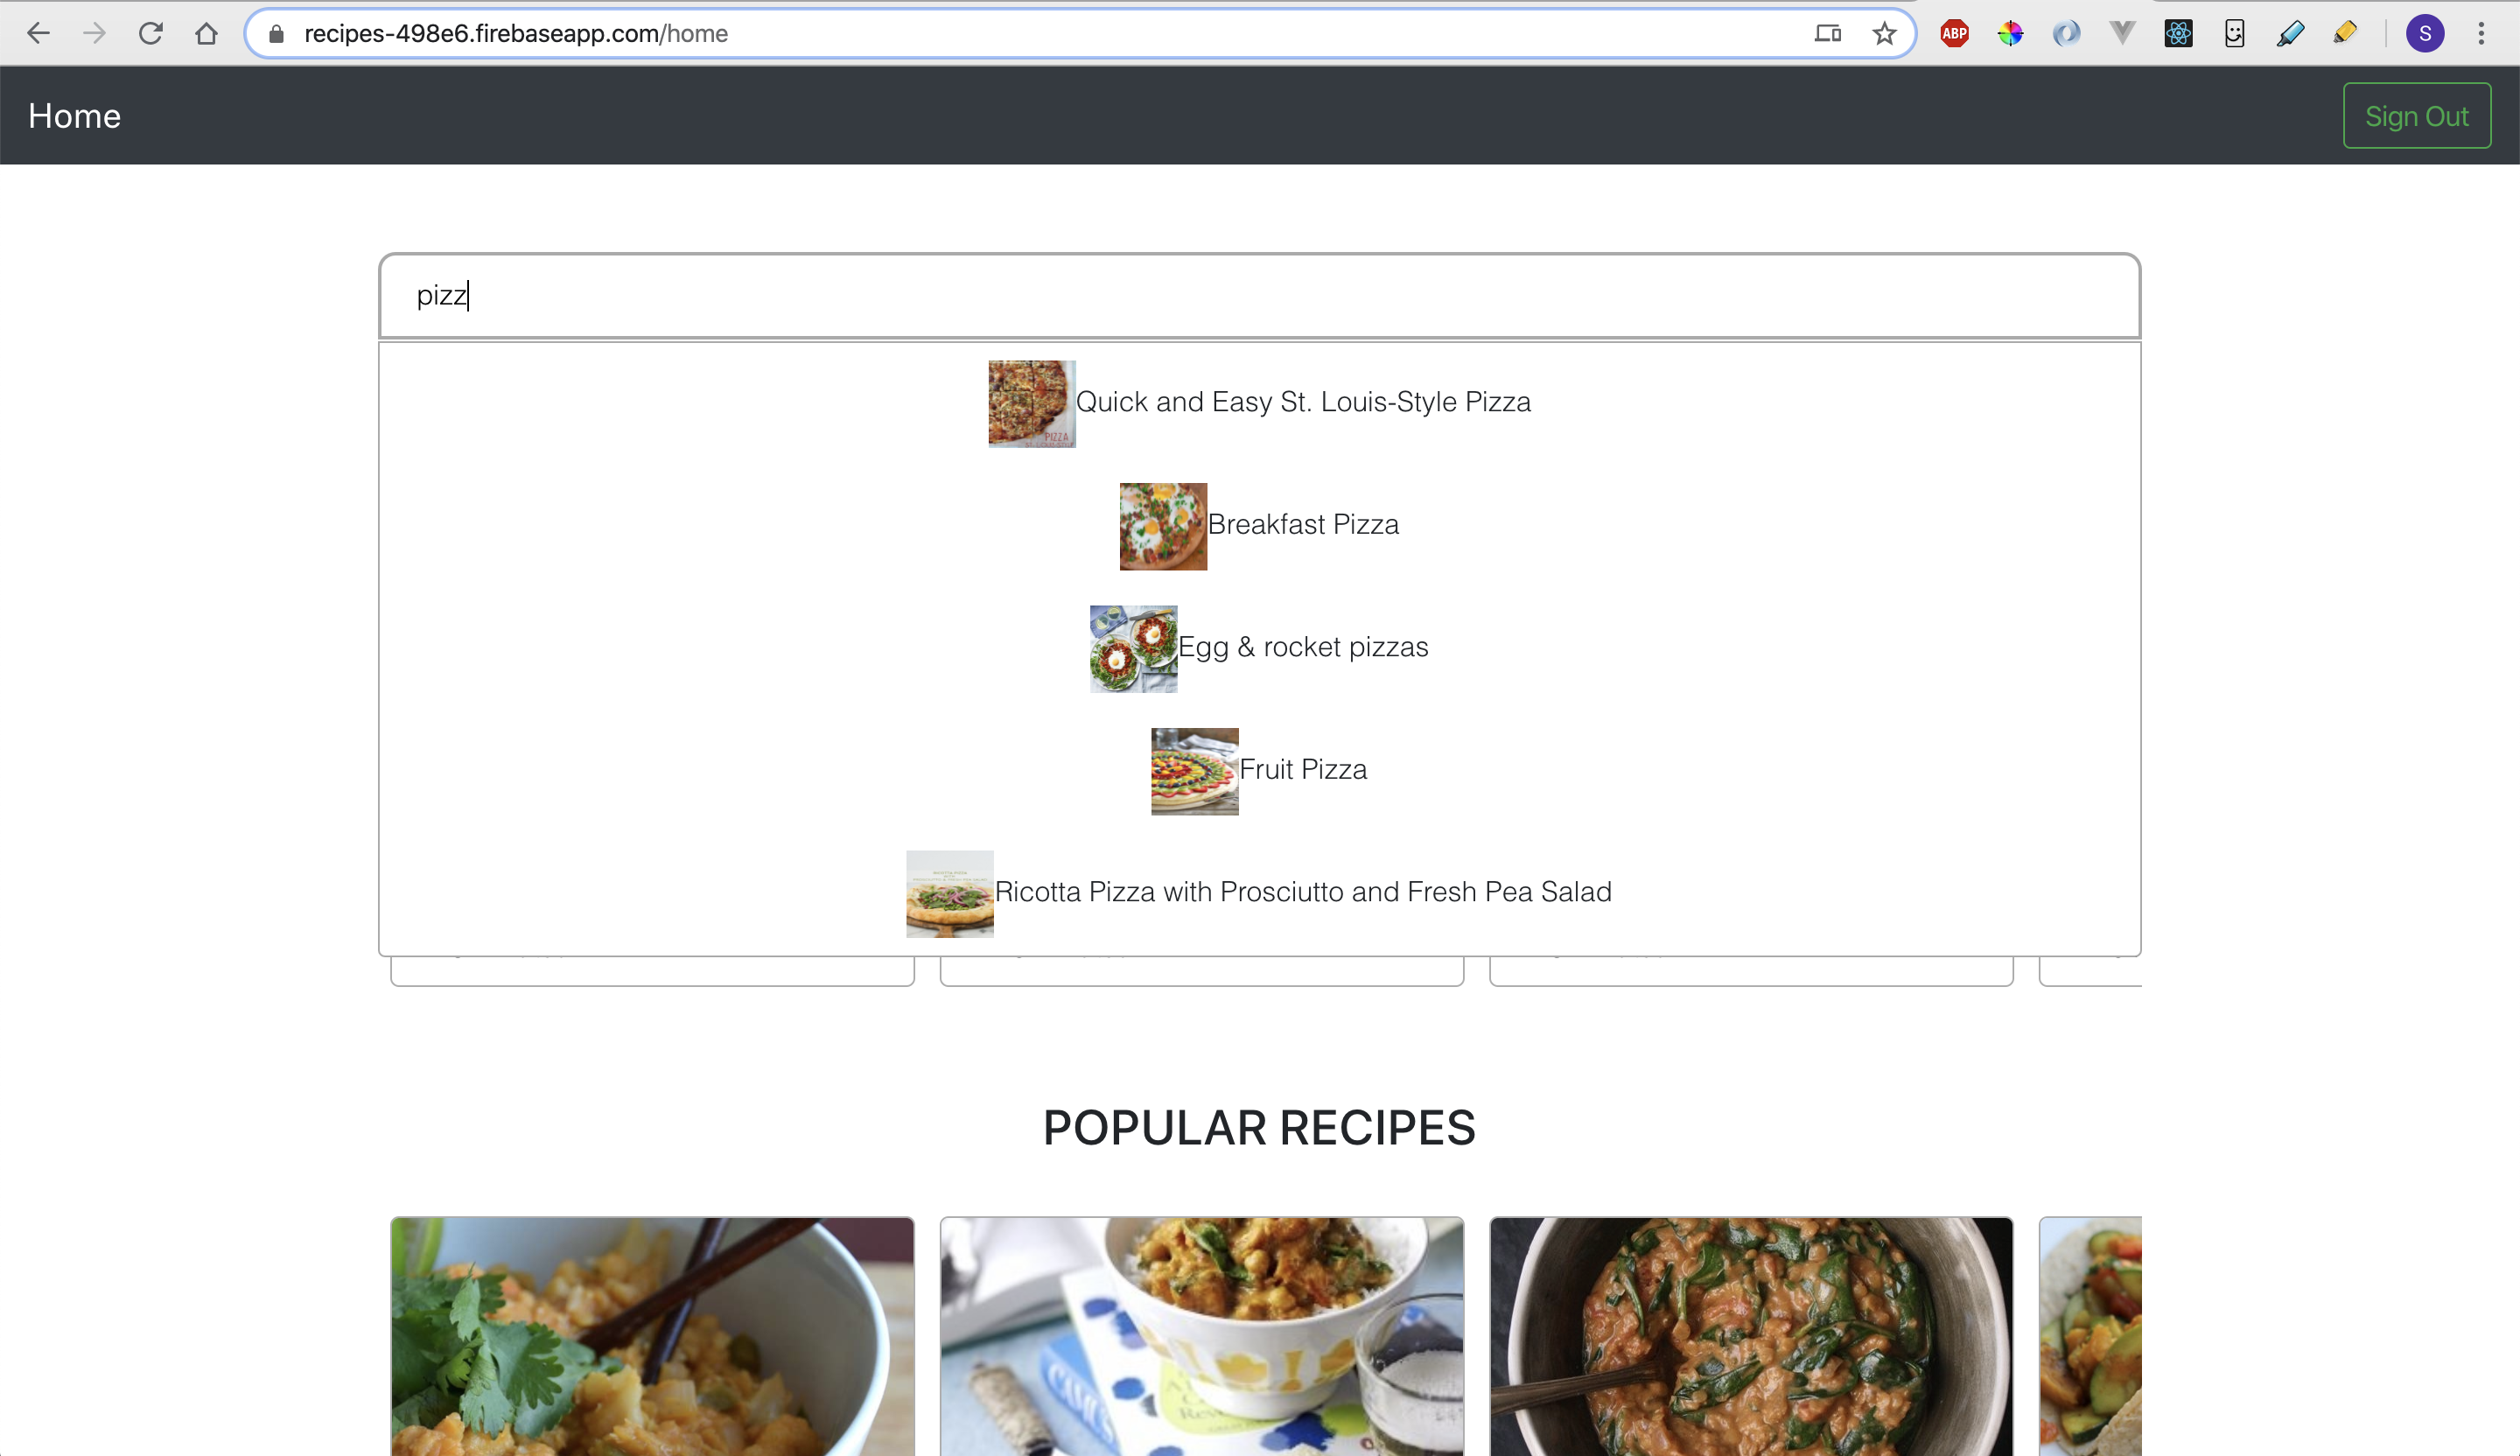 recipes-498e6.firebaseapp.com/home
ABP
S
Home
Sign Out
pizz
PIZZA
Quick and Easy St. Louis-Style Pizza
Breakfast Pizza
Egg & rocket pizzas
Fruit Pizza
Ricotta Pizza with Prosciutto and Fresh Pea Salad
POPULAR RECIPES